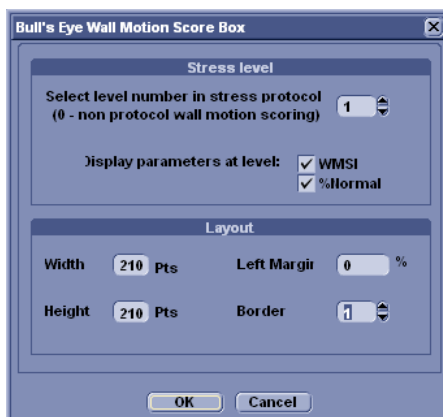 Bull's Eye Wall Motion Score Box
Stress level
Select level number in stress protocol 1
(0 - non protocol wall motion scoring)
Display parameters at level: WMSI
%Normal
Layout
Width 210 Pts Left Margin 0 %
Height 210 Pts Border 1
OK Cancel